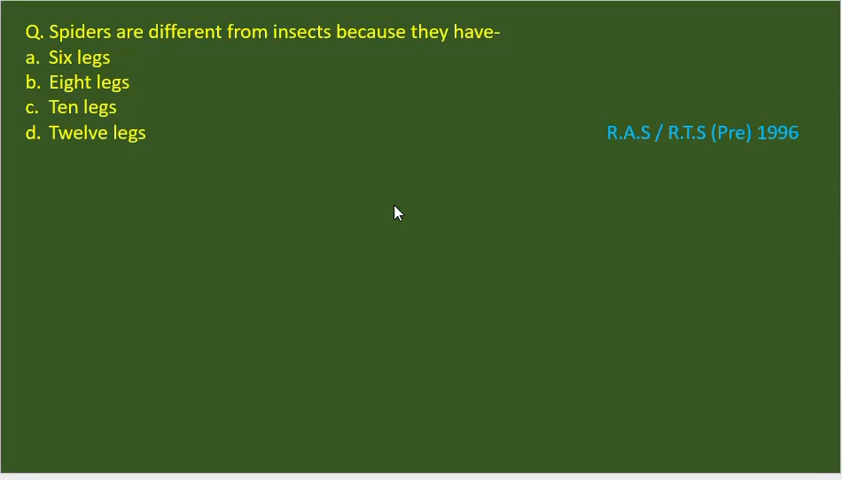 Q. Spiders are different from insects because they have-
a. Six legs
b. Eight legs
c. Ten legs
d. Twelve legs R.A.S / R.T.S (Pre) 1996